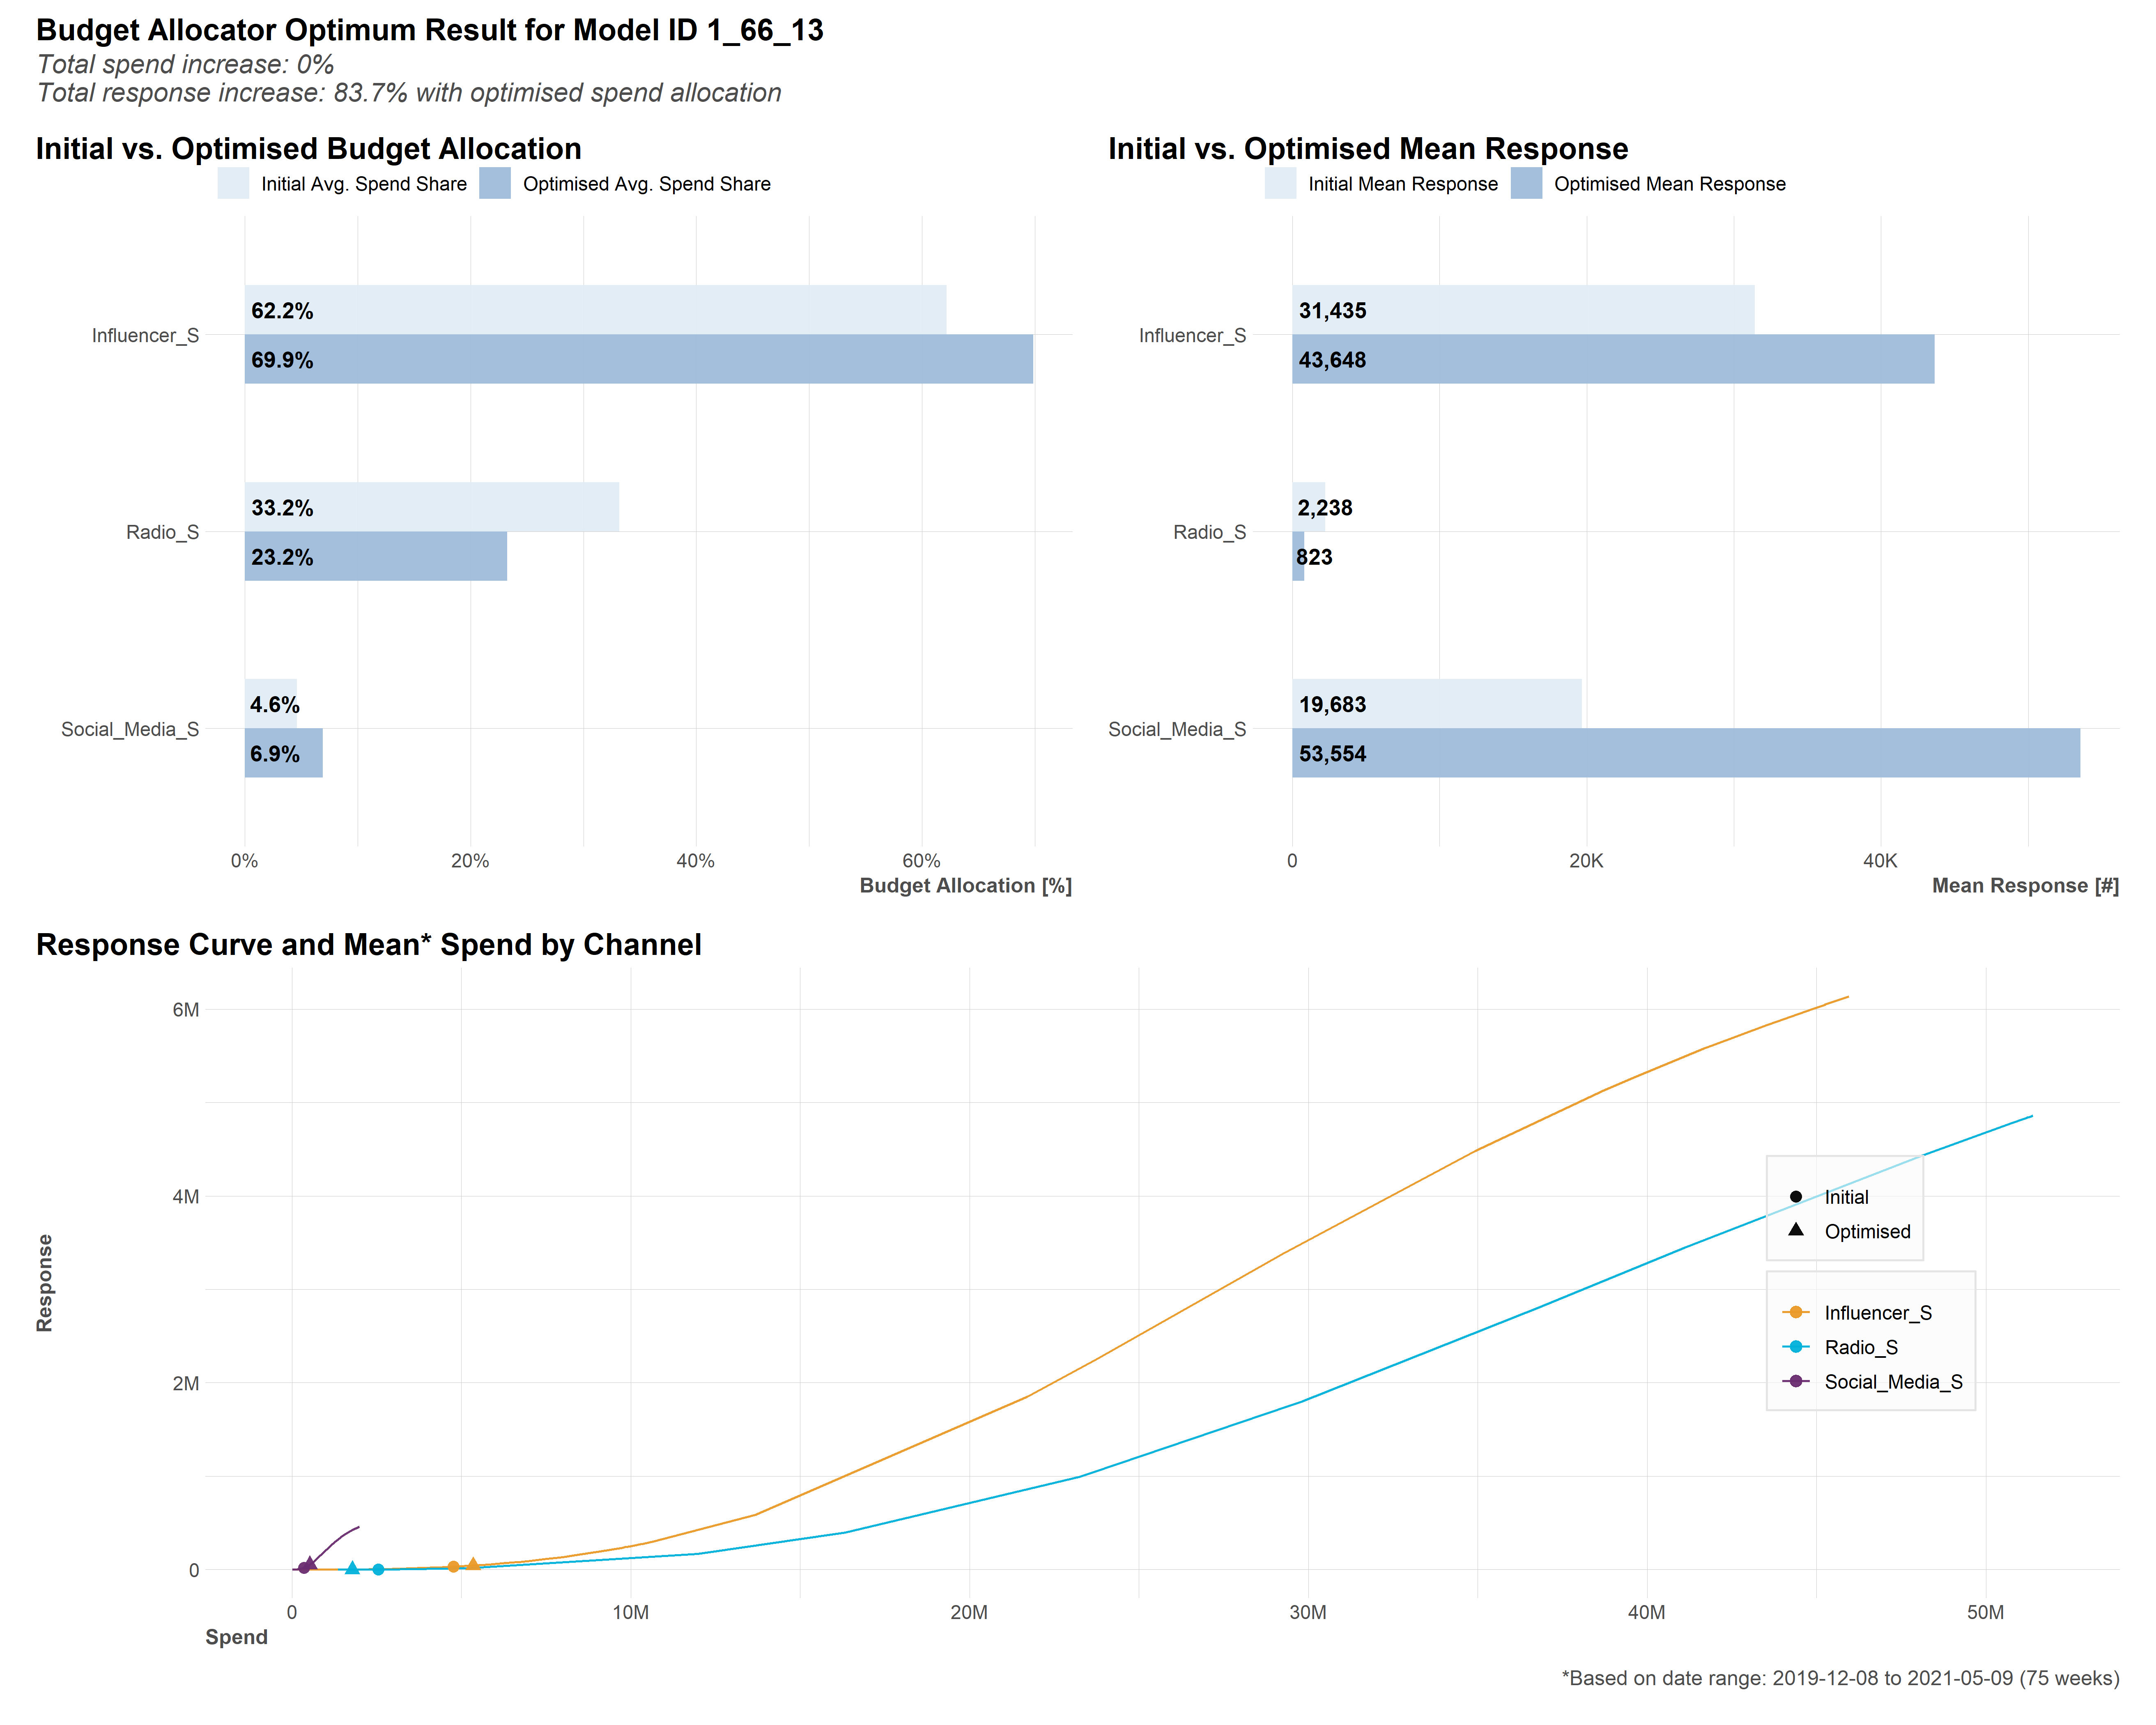 Budget Allocator Optimum Result for Model ID 1_66_13
Total spend increase: 0%
Total response increase: 83.7% with optimised spend allocation
Initial vs. Optimised Budget Allocation
Initial Avg. Spend Share Optimised Avg. Spend Share
Influencer_S
62.2%
69.9%
Radio_S
33.2%
23.2%
Social_Media_S
4.6%
6.9%
0% 20% 40% 60%
Budget Allocation [%]
Initial vs. Optimised Mean Response
Initial Mean Response Optimised Mean Response
Influencer_S
31,435
43,648
Radio_S
2,238
823
Social_Media_S
19,683
53,554
0 20K 40K
Mean Response [#]
Response Curve and Mean* Spend by Channel
Response
6M
4M
2M
0
Initial
Optimised
Influencer_S
Radio_S
Social_Media_S
0 10M 20M 30M 40M 50M
Spend
*Based on date range: 2019-12-08 to 2021-05-09 (75 weeks)